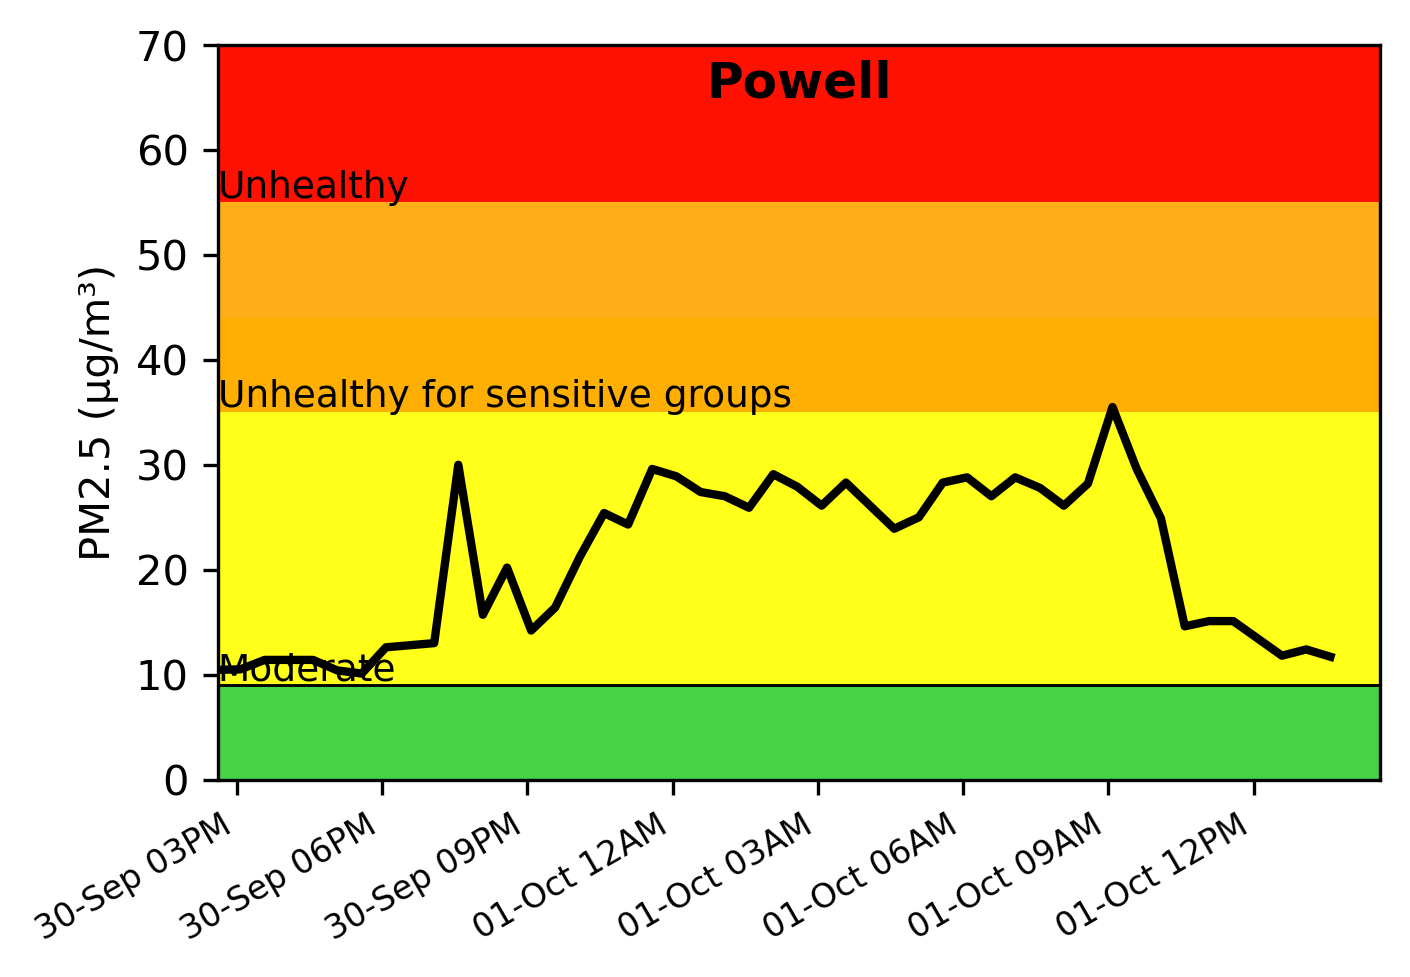 Powell
PM2.5 (µg/m³)
70
60
50
40
30
20
10
0
Unhealthy
Unhealthy for sensitive groups
Moderate
30-Sep 03PM
30-Sep 06PM
30-Sep 09PM
01-Oct 12AM
01-Oct 03AM
01-Oct 06AM
01-Oct 09AM
01-Oct 12PM